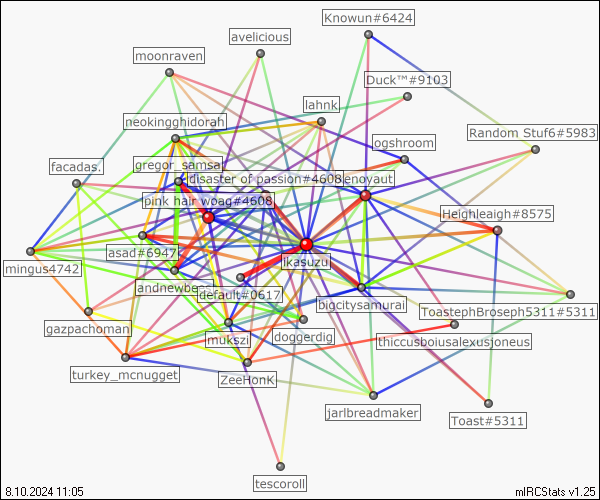 Knowun#6424
avelicious
moonraven
Duck™#9103
lahnk
neokingghidorah
Random Stuf6#5983
ogshroom
gregor_samsa
facadas.
disaster of passion#4608
lenoyaut
pink hair woag#4608
Heighleaigh#8575
asad#6947
ikasuzu
mingus4742
andnewbe
default#0617
bigcitysamurai
ToastephBroseph5311#5311
gazpachoman
mukszi
doggerdig
thiccusboiusalexusjoneus
turkey_mcnugget
ZeeHonK
jarlbreadmaker
Toast#5311
tescoroll
8.10.2024 11:05
mIRCStats v1.25